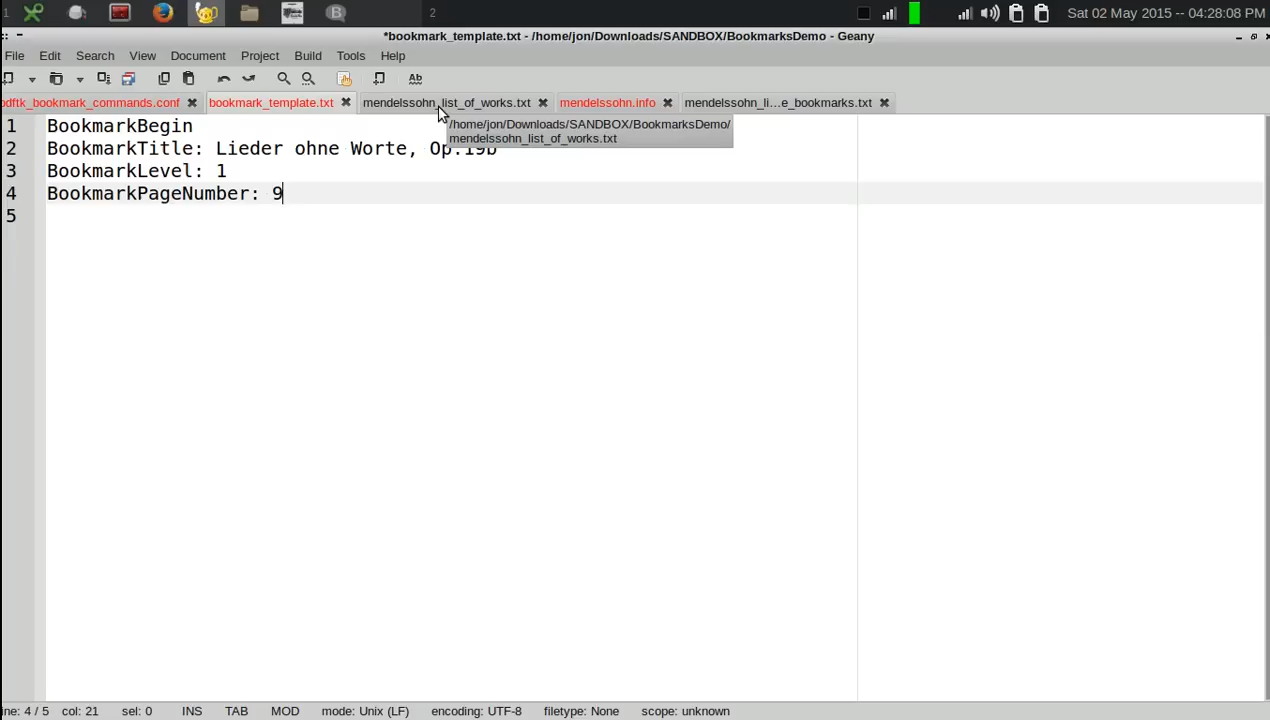 1
2
Sat 02 May 2015 -- 04:28:08 PM
*bookmark_template.txt - /home/jon/Downloads/SANDBOX/BookmarksDemo - Geany
File Edit Search View Document Project Build Tools Help
pdftk_bookmark_commands.conf bookmark_template.txt mendelssohn_list_of_works.txt mendelssohn.info mendelssohn_li...e_bookmarks.txt
/home/jon/Downloads/SANDBOX/BookmarksDemo/
mendelssohn_list_of_works.txt
1 BookmarkBegin
2 BookmarkTitle: Lieder ohne Worte, Op.19b
3 BookmarkLevel: 1
4 BookmarkPageNumber: 9
5
ine: 4 / 5 col: 21 sel: 0 INS TAB MOD mode: Unix (LF) encoding: UTF-8 filetype: None scope: unknown